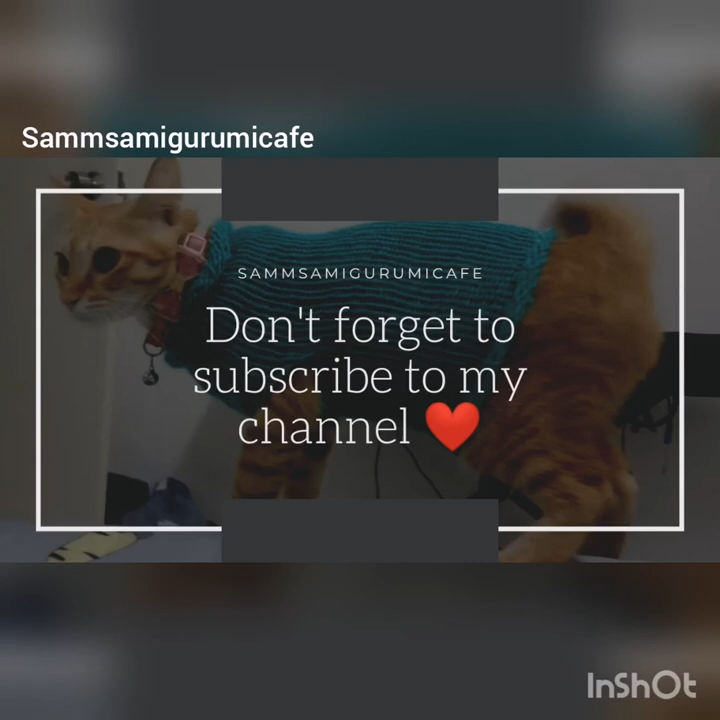 Sammsamigurumicafe
SAMMSAMIGURUMICAFE
Don't forget to
subscribe to my
channel ❤️
InShOt